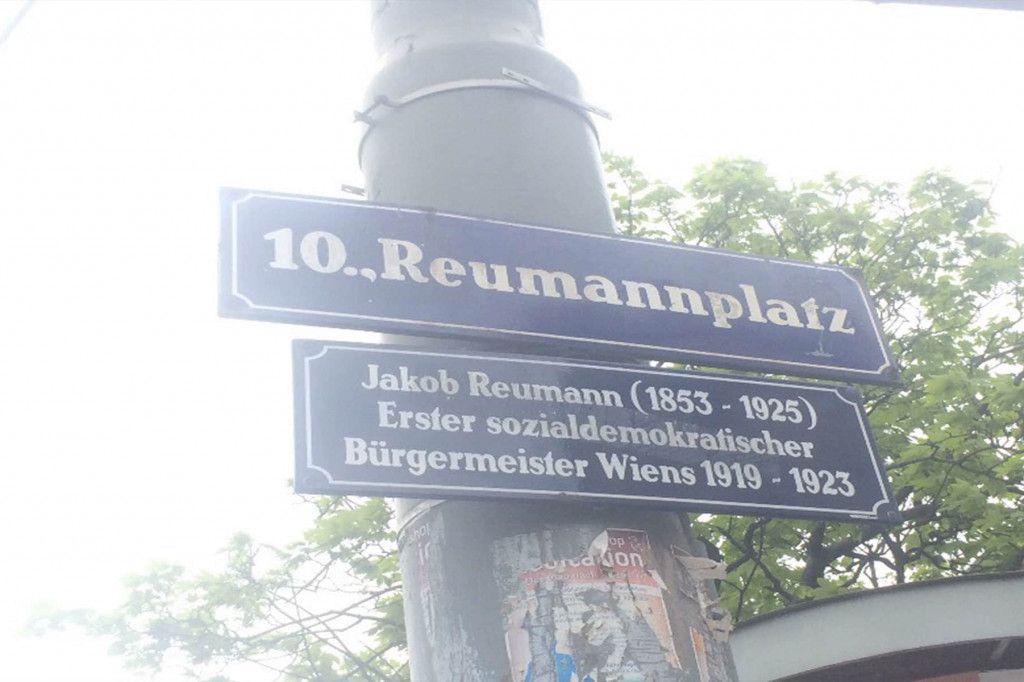 10., Reumannplatz
Jakob Reumann (1853 - 1925)
Erster sozialdemokratischer
Bürgermeister Wiens 1919 - 1923